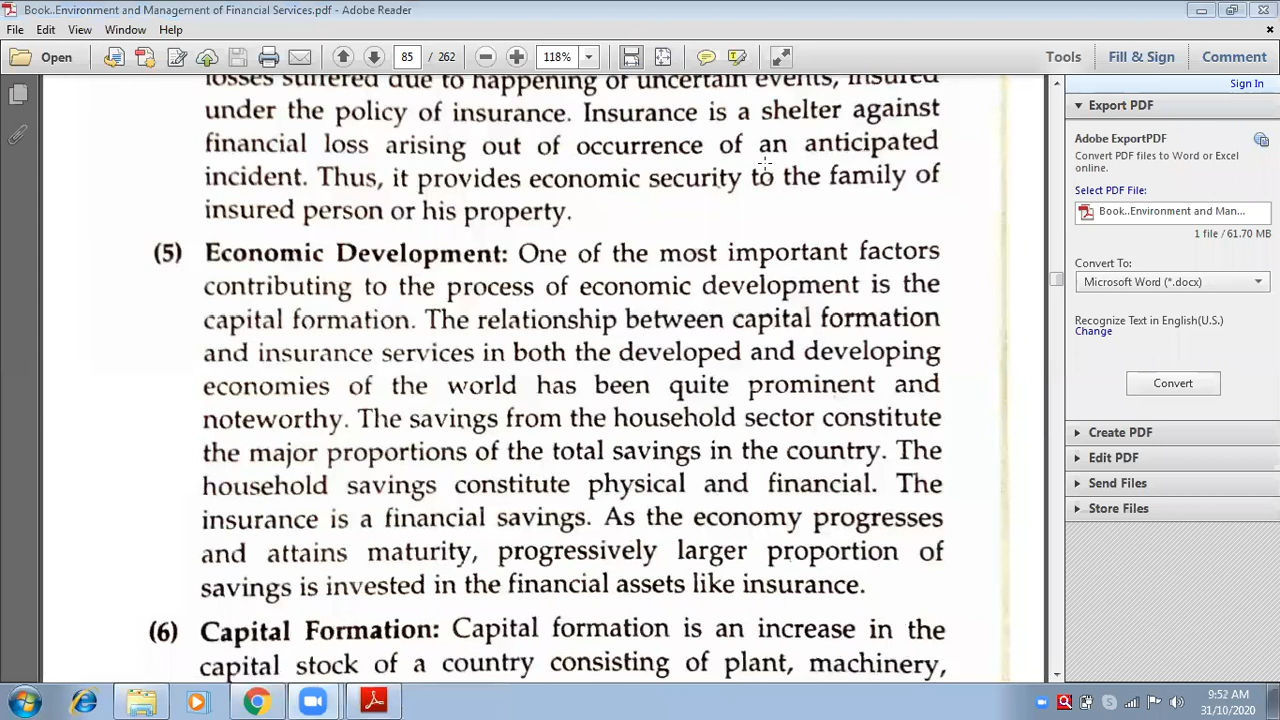 Book..Environment and Management of Financial Services.pdf - Adobe Reader
File Edit View Window Help
Open 85 / 262 118% Tools Fill & Sign Comment
losses suffered due to happening of uncertain events, insured
under the policy of insurance. Insurance is a shelter against
financial loss arising out of occurrence of an anticipated
incident. Thus, it provides economic security to the family of
insured person or his property.
(5) Economic Development: One of the most important factors
contributing to the process of economic development is the
capital formation. The relationship between capital formation
and insurance services in both the developed and developing
economies of the world has been quite prominent and
noteworthy. The savings from the household sector constitute
the major proportions of the total savings in the country. The
household savings constitute physical and financial. The
insurance is a financial savings. As the economy progresses
and attains maturity, progressively larger proportion of
savings is invested in the financial assets like insurance.
(6) Capital Formation: Capital formation is an increase in the
capital stock of a country consisting of plant, machinery,
Sign In
Export PDF
Adobe ExportPDF
Convert PDF files to Word or Excel
online.
Select PDF File:
Book..Environment and Man...
1 file / 61.70 MB
Convert To:
Microsoft Word (*.docx)
Recognize Text in English(U.S.)
Change
Convert
Create PDF
Edit PDF
Send Files
Store Files
9:52 AM
31/10/2020